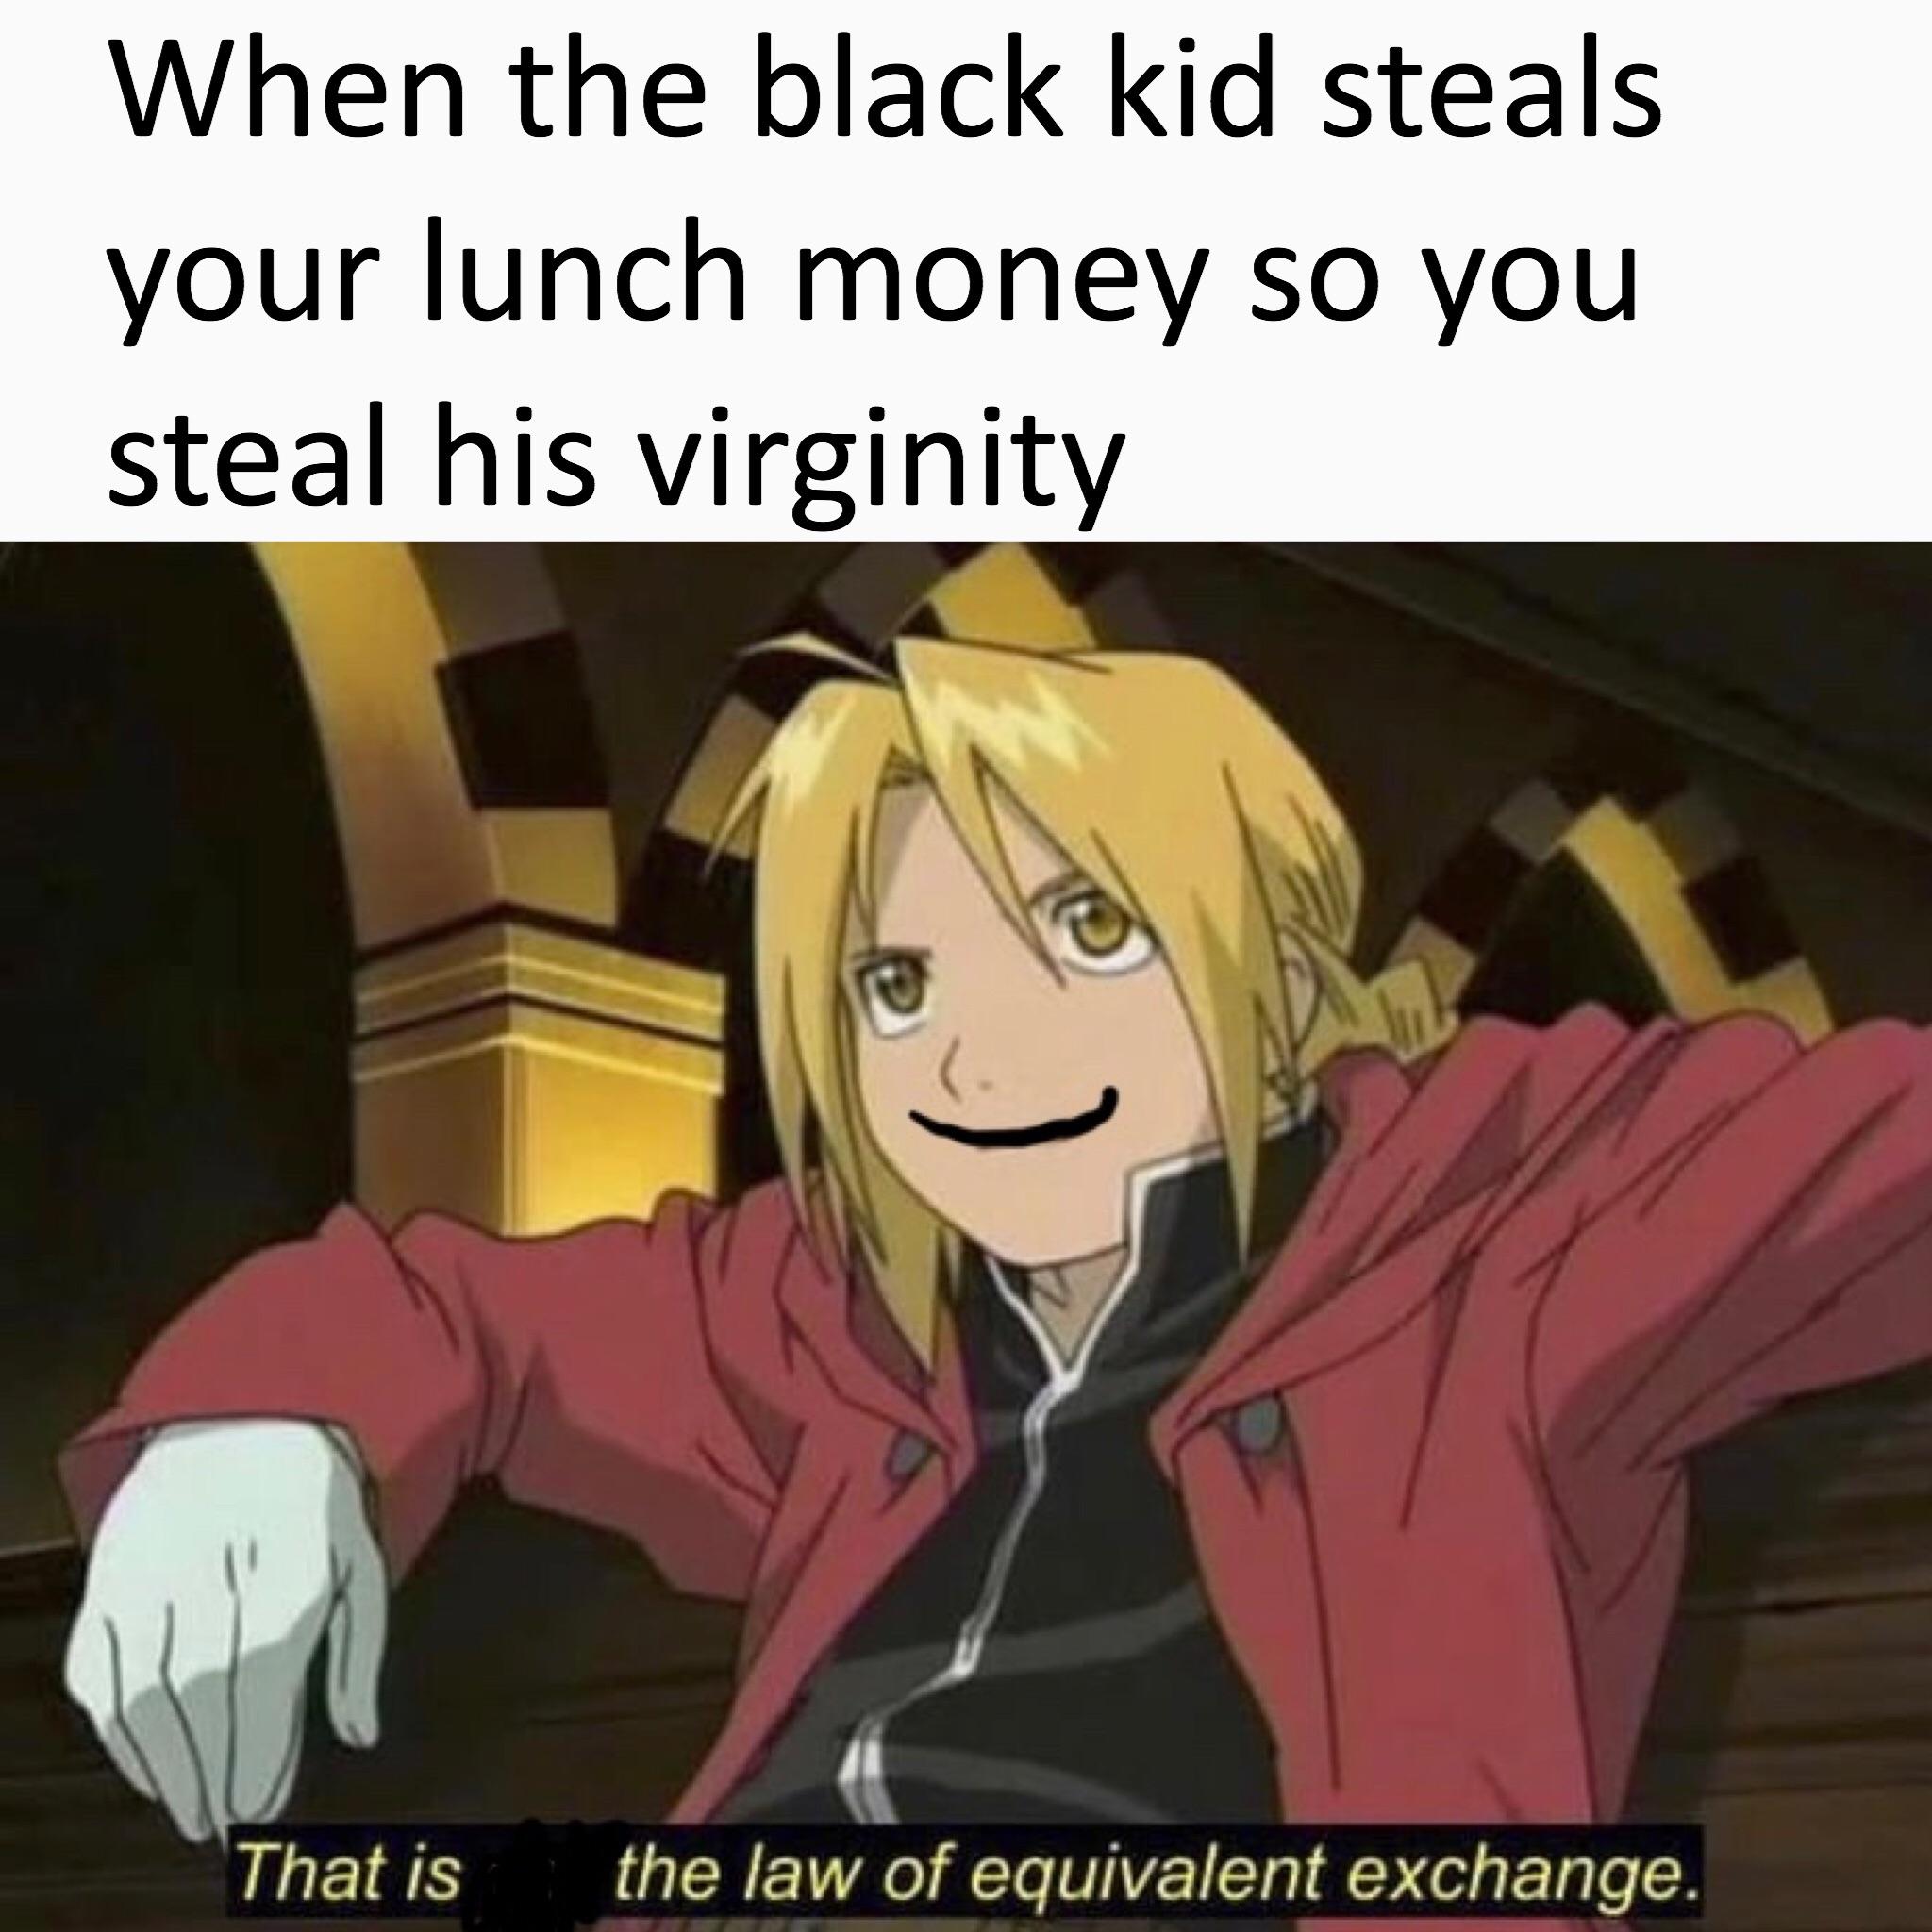 When the black kid steals
your lunch money so you
steal his virginity
That is the law of equivalent exchange.